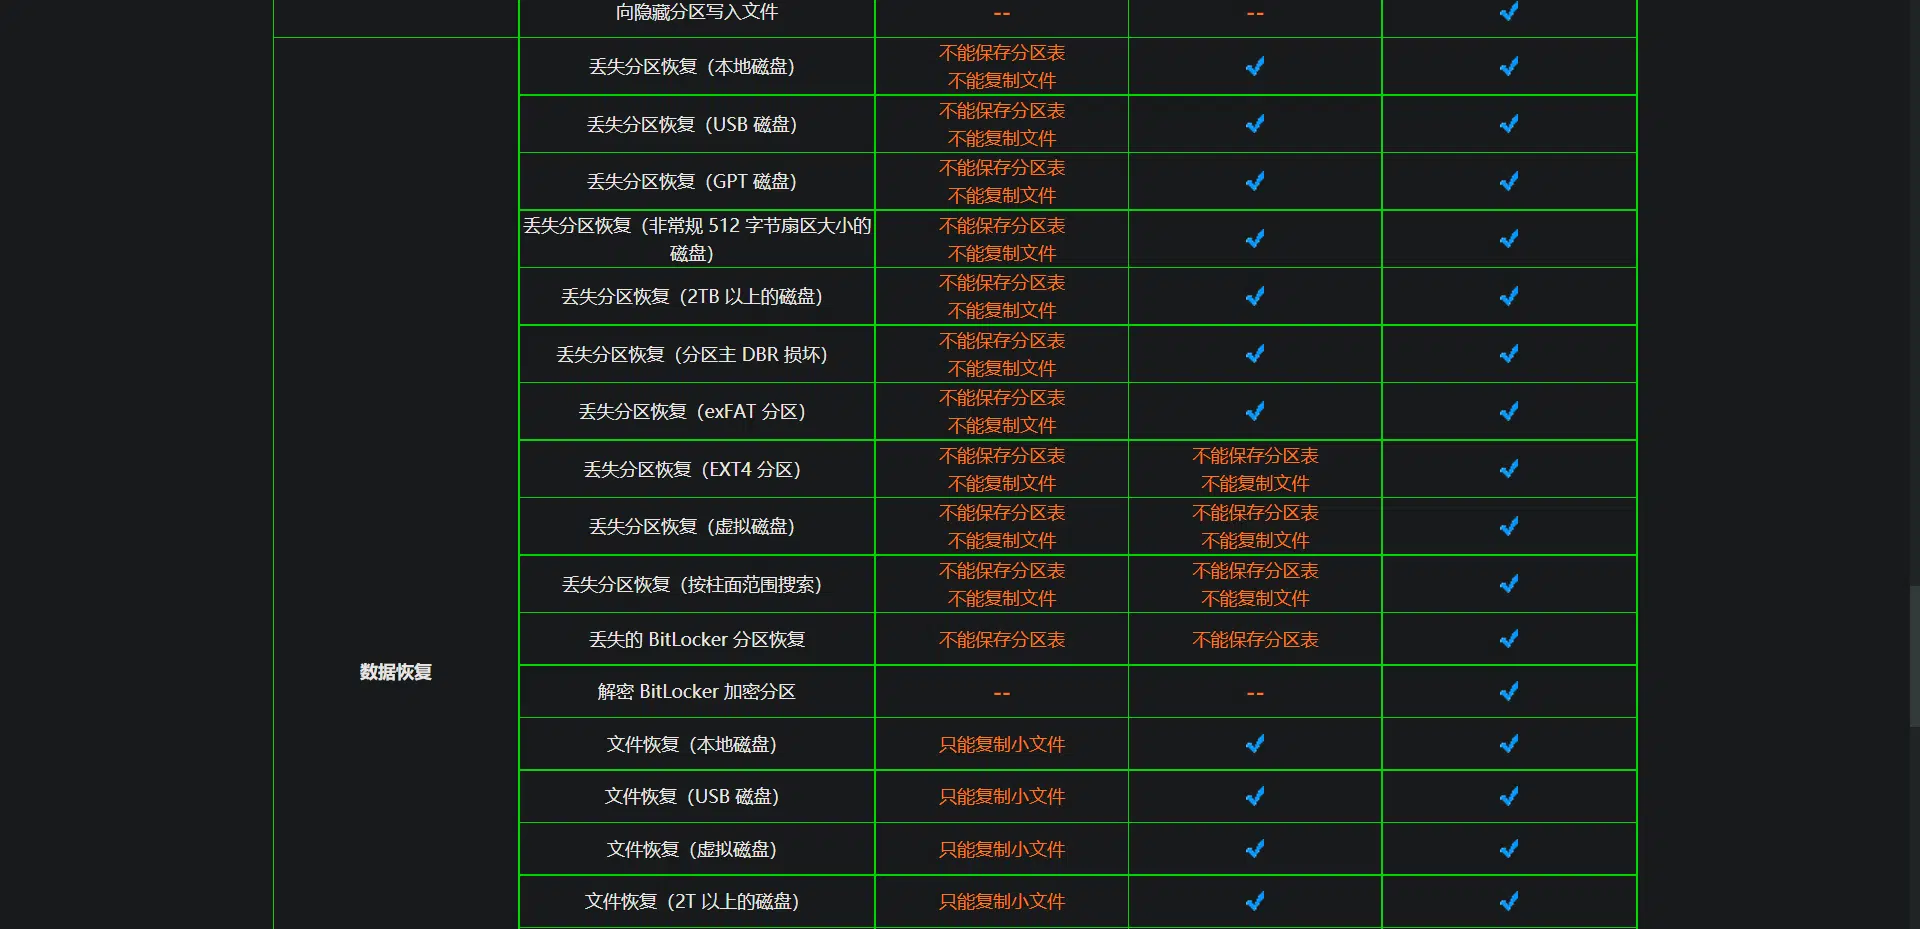 向隐藏分区写入文件 -- --
丢失分区恢复（本地磁盘） 不能保存分区表
不能复制文件
丢失分区恢复（USB 磁盘） 不能保存分区表
不能复制文件
丢失分区恢复（GPT 磁盘） 不能保存分区表
不能复制文件
丢失分区恢复（非常规 512 字节扇区大小的 不能保存分区表
磁盘） 不能复制文件
丢失分区恢复（2TB 以上的磁盘） 不能保存分区表
不能复制文件
丢失分区恢复（分区主 DBR 损坏） 不能保存分区表
不能复制文件
丢失分区恢复（exFAT 分区） 不能保存分区表
不能复制文件
丢失分区恢复（EXT4 分区） 不能保存分区表 不能保存分区表
不能复制文件 不能复制文件
丢失分区恢复（虚拟磁盘） 不能保存分区表 不能保存分区表
不能复制文件 不能复制文件
丢失分区恢复（按柱面范围搜索） 不能保存分区表 不能保存分区表
不能复制文件 不能复制文件
丢失的 BitLocker 分区恢复 不能保存分区表 不能保存分区表
数据恢复
解密 BitLocker 加密分区 -- --
文件恢复（本地磁盘） 只能复制小文件
文件恢复（USB 磁盘） 只能复制小文件
文件恢复（虚拟磁盘） 只能复制小文件
文件恢复（2T 以上的磁盘） 只能复制小文件